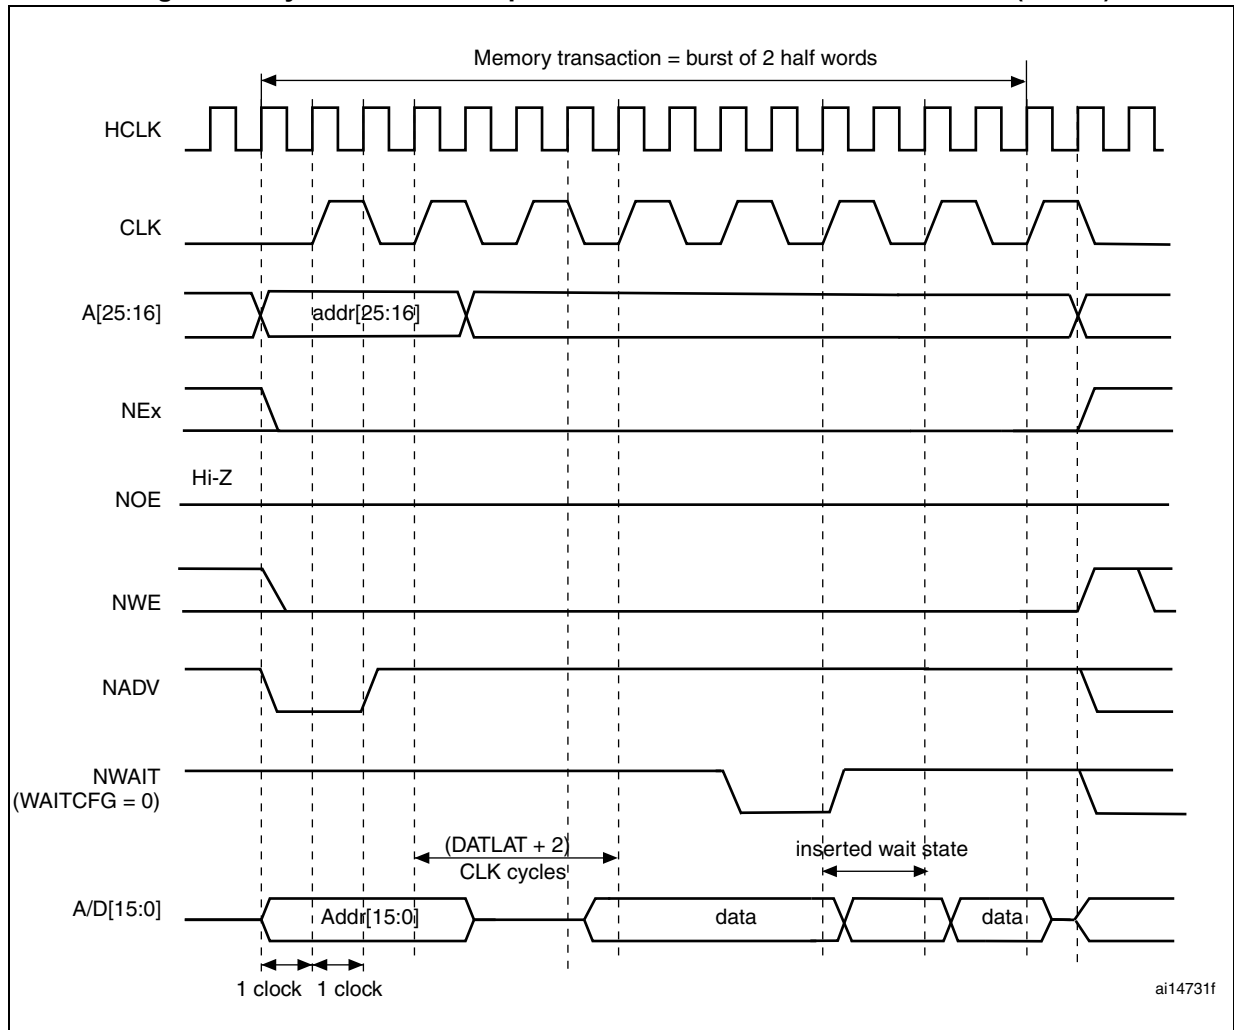 Memory transaction = burst of 2 half words
HCLK
CLK
A[25:16]
addr[25:16]
NEx
Hi-Z
NOE
NWE
NADV
NWAIT
(WAITCFG = 0)
(DATLAT + 2)
CLK cycles
inserted wait state
A/D[15:0]
Addr[15:0]
data
data
1 clock
1 clock
ai14731f